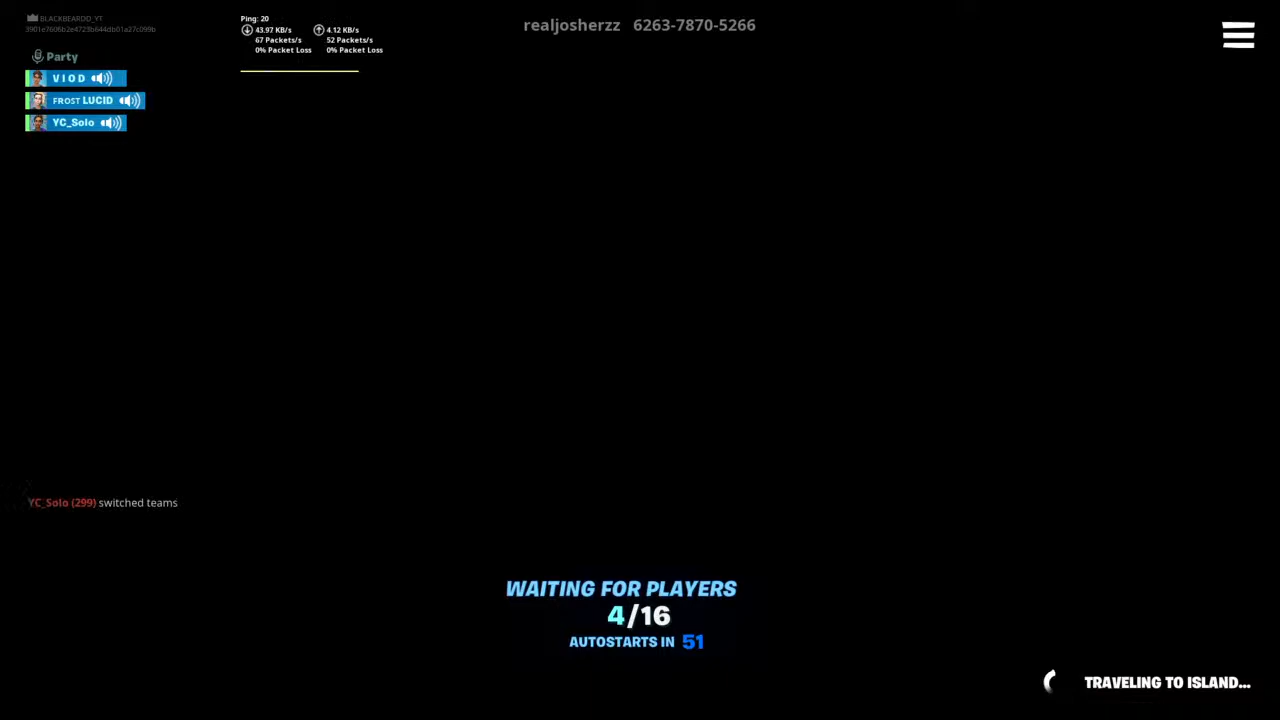 BLACKBEARDD_YT
3901e7606b2e4723b644db01a27c099b
Party
V I O D
FROST LUCID
YC_Solo
Ping: 20
43.97 KB/s 4.12 KB/s
67 Packets/s 52 Packets/s
0% Packet Loss 0% Packet Loss
realjosherzz 6263-7870-5266
YC_Solo (299) switched teams
WAITING FOR PLAYERS
4/16
AUTOSTARTS IN 51
TRAVELING TO ISLAND...